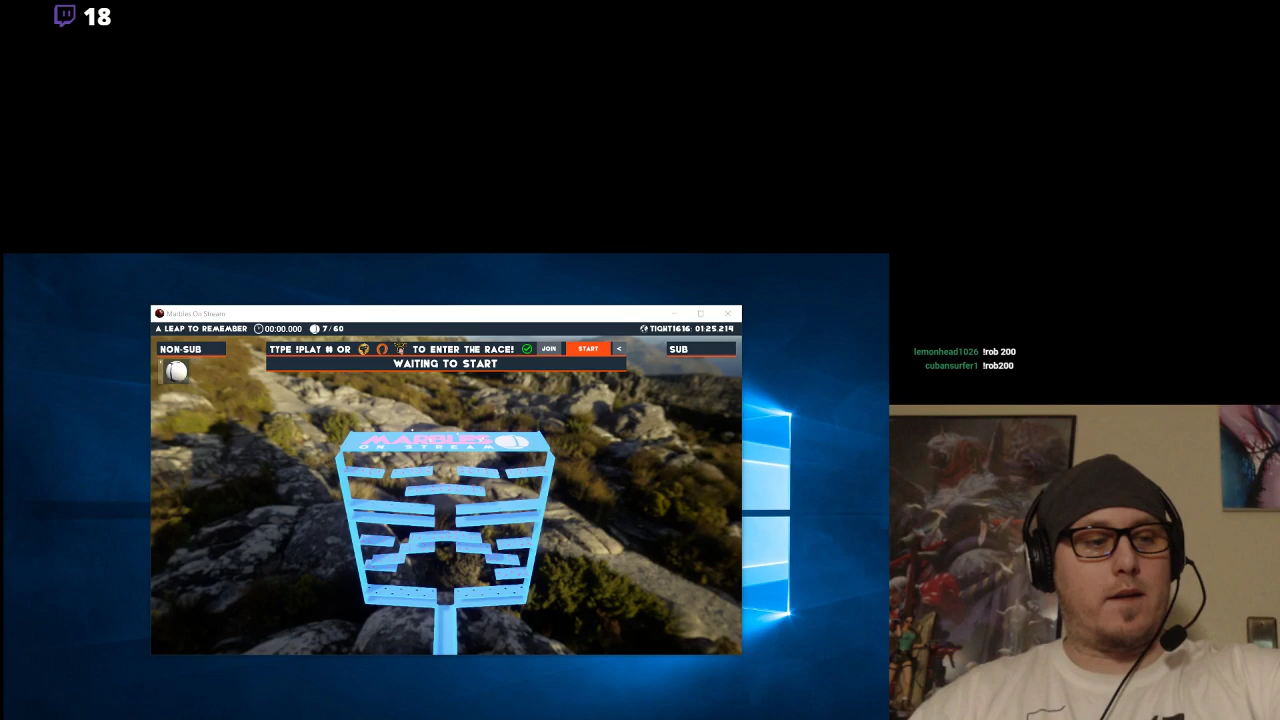 18
Marbles On Stream
A LEAP TO REMEMBER 00:00.000 7/60 TIGHT1616: 01:25.214
NON-SUB TYPE !PLAY # OR TO ENTER THE RACE! JOIN START < SUB
WAITING TO START
MARBLES
ON STREAM
lemonhead1026 !rob 200
cubansurfer1 !rob200